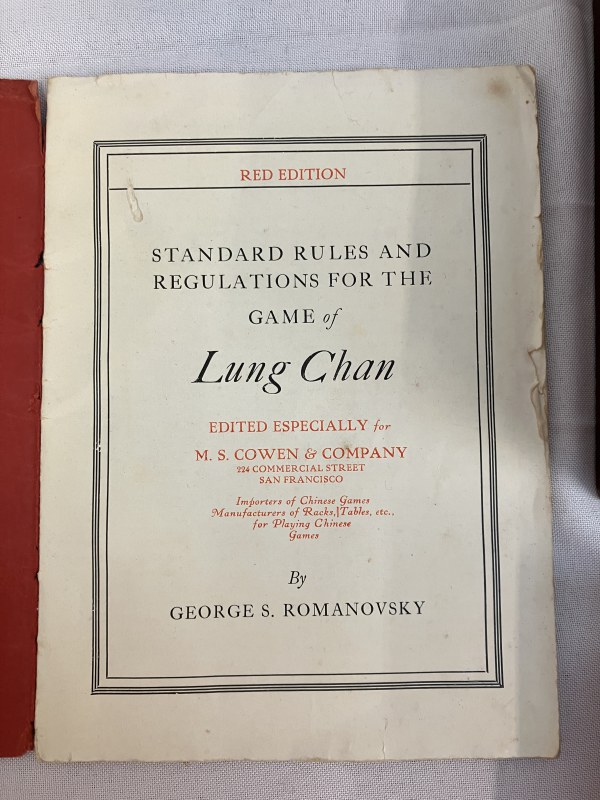 RED EDITION
STANDARD RULES AND
REGULATIONS FOR THE
GAME of
Lung Chan
EDITED ESPECIALLY for
M. S. COWEN & COMPANY
224 COMMERCIAL STREET
SAN FRANCISCO
Importers of Chinese Games
Manufacturers of Racks, Tables, etc.,
for Playing Chinese
Games
By
GEORGE S. ROMANOVSKY